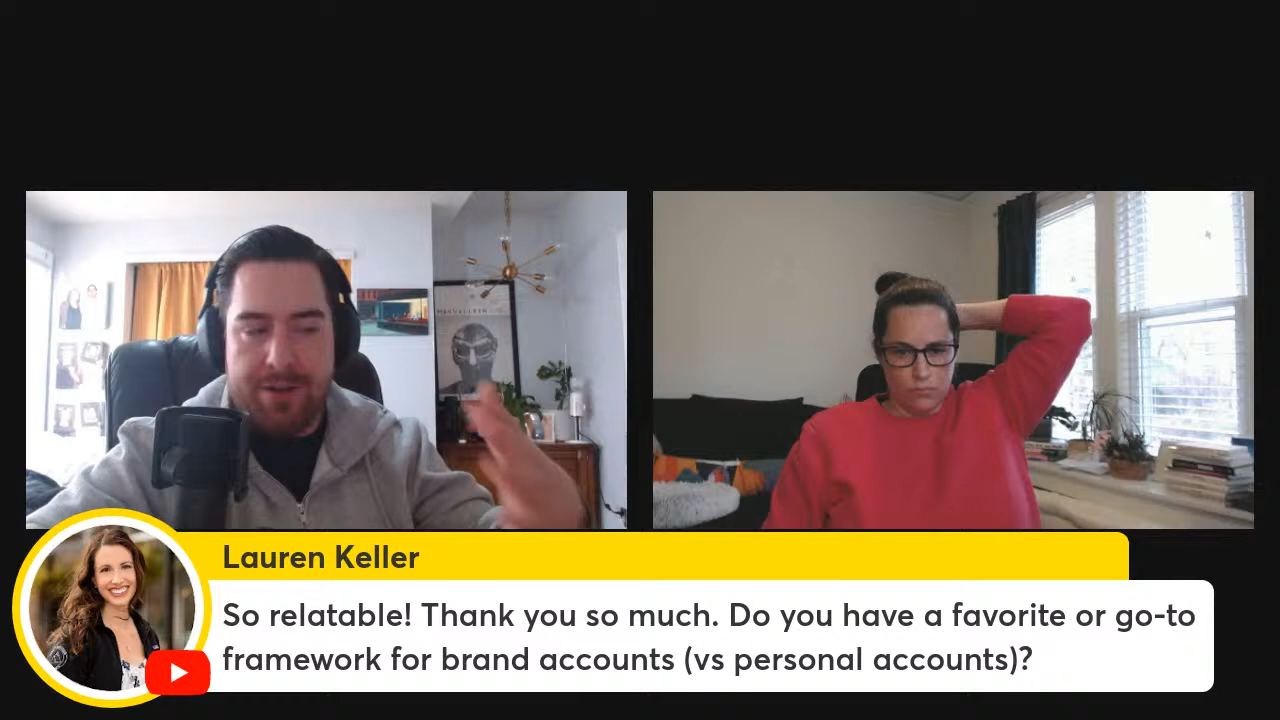 Lauren Keller
So relatable! Thank you so much. Do you have a favorite or go-to
framework for brand accounts (vs personal accounts)?